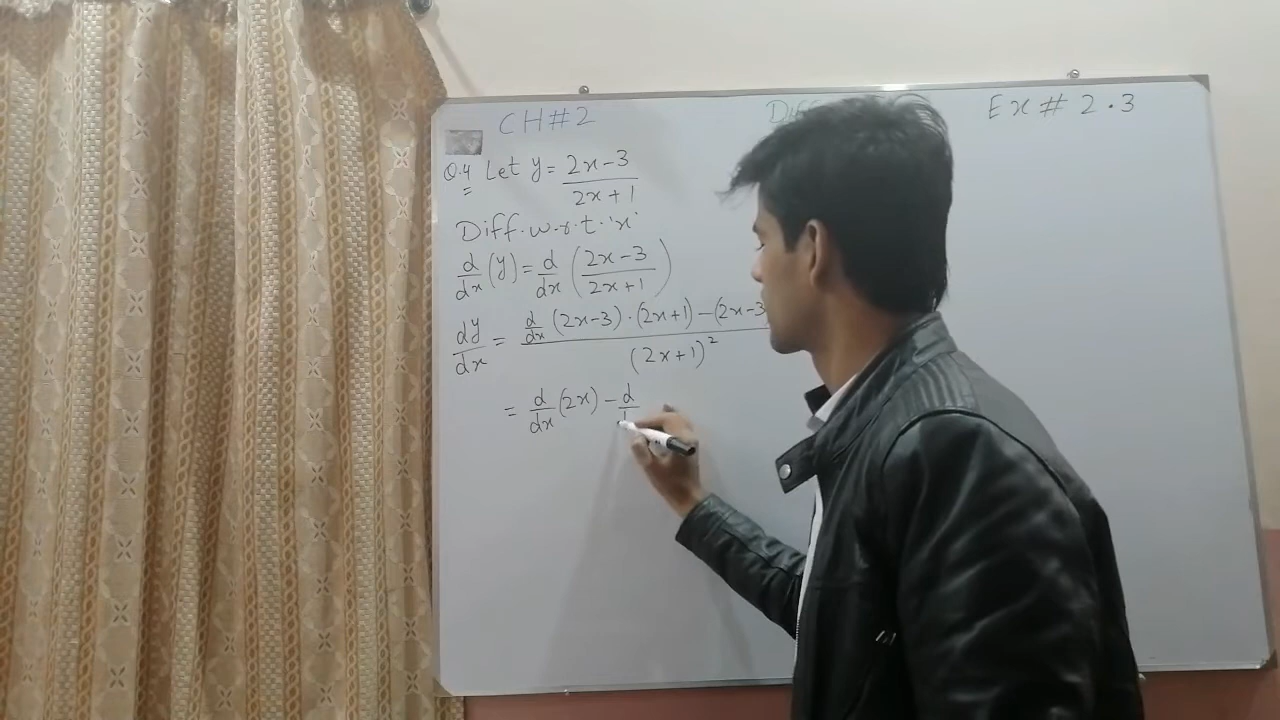 CH#2
Ex # 2.3
Q.4 Let y = 2x-3 / 2x+1
Diff. w.r.t. 'x'
d/dx (y) = d/dx (2x-3 / 2x+1)
dy/dx = d/dx (2x-3) · (2x+1) - (2x-3 / (2x+1)²
= d/dx (2x) - d